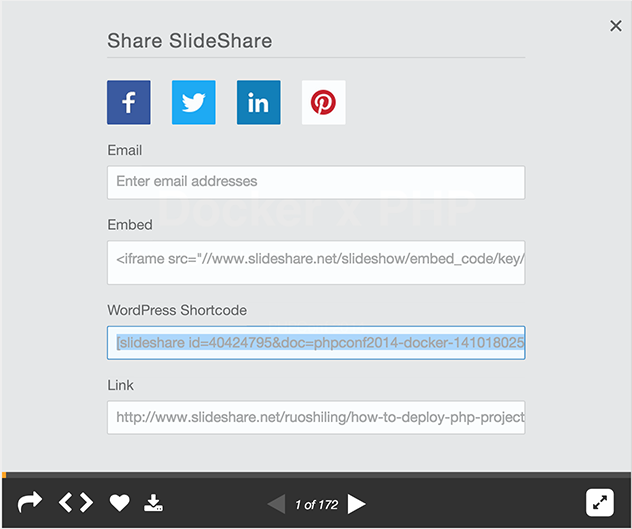 Share SlideShare
Email
Enter email addresses
Docker x PHP
Embed
<iframe src="//www.slideshare.net/slideshow/embed_code/key/
WordPress Shortcode
[slideshare id=40424795&doc=phpconf2014-docker-141018025
Link
http://www.slideshare.net/ruoshiling/how-to-deploy-php-project
1 of 172